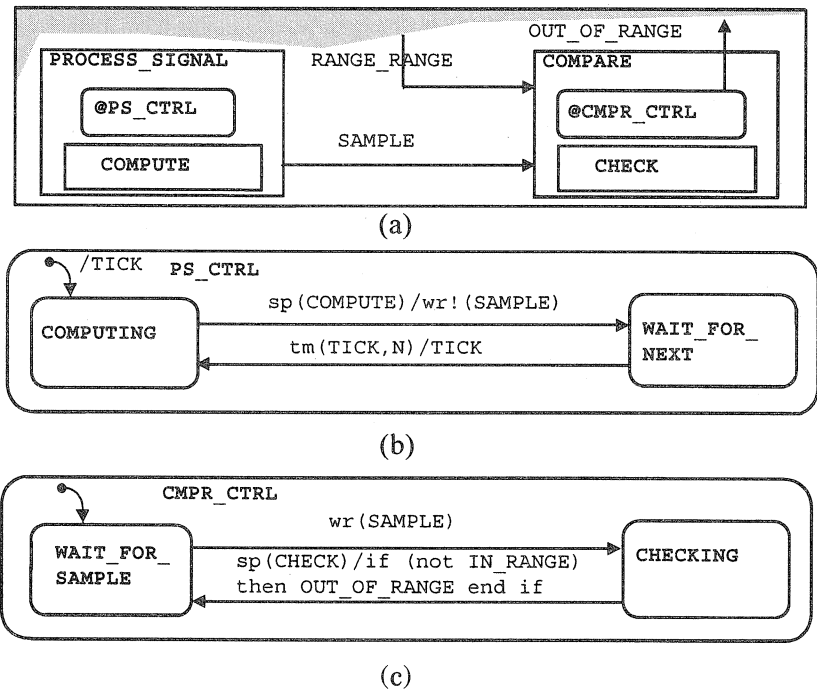 OUT_OF_RANGE
PROCESS_SIGNAL
RANGE_RANGE
COMPARE
@PS_CTRL
@CMPR_CTRL
SAMPLE
COMPUTE
CHECK
(a)
/TICK
PS_CTRL
sp(COMPUTE)/wr!(SAMPLE)
COMPUTING
WAIT_FOR_
NEXT
tm(TICK,N)/TICK
(b)
CMPR_CTRL
wr(SAMPLE)
WAIT_FOR_
SAMPLE
sp(CHECK)/if (not IN_RANGE)
then OUT_OF_RANGE end if
CHECKING
(c)